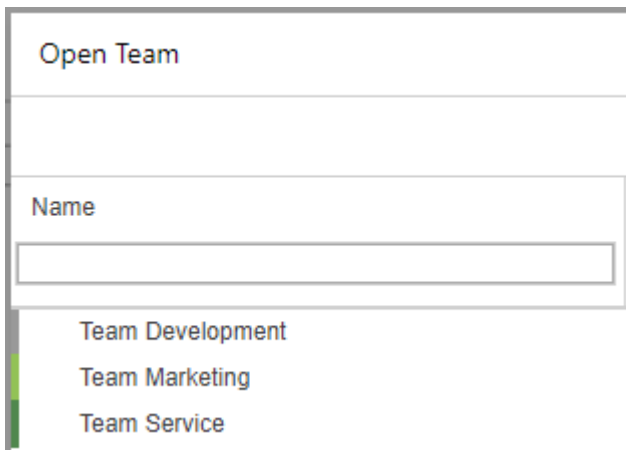 Open Team
Name
Team Development
Team Marketing
Team Service